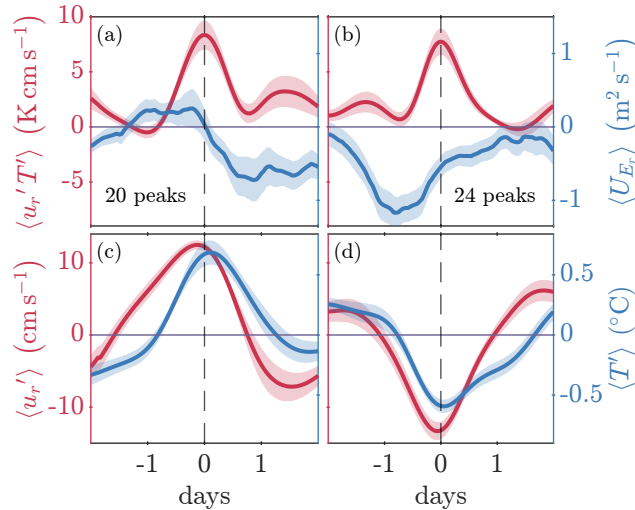 10
5
0
-5
⟨u_r′ T′⟩ (K cm s⁻¹)
(a)
20 peaks
(b)
24 peaks
1
0
-1
⟨U_{E_r}⟩ (m² s⁻¹)
10
0
-10
⟨u_r′⟩ (cm s⁻¹)
(c)
-1 0 1
days
(d)
-1 0 1
days
0.5
0
-0.5
⟨T′⟩ (°C)